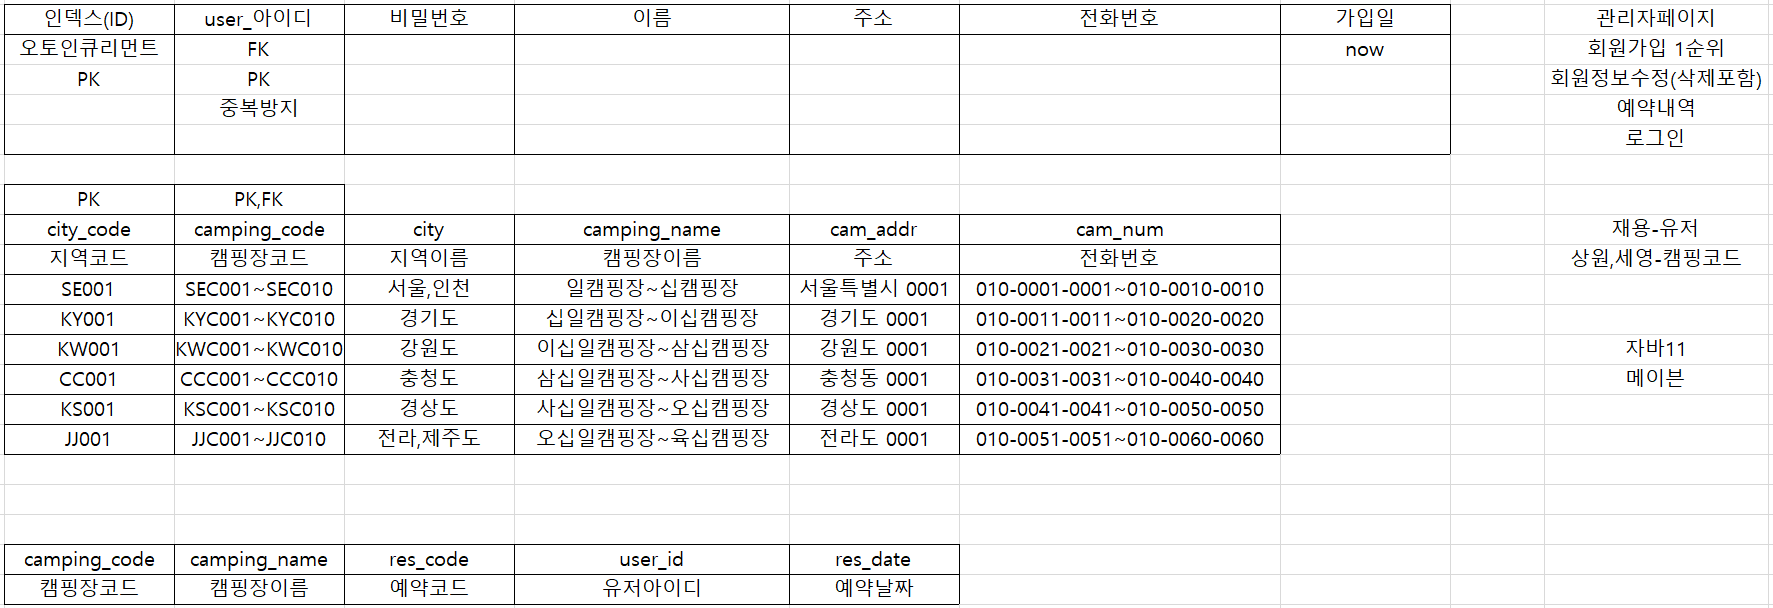 인덱스(ID) user_아이디 비밀번호 이름 주소 전화번호 가입일 관리자페이지
오토인큐리먼트 FK now 회원가입 1순위
PK PK 회원정보수정(삭제포함)
중복방지 예약내역
로그인
PK PK,FK
city_code camping_code city camping_name cam_addr cam_num 재용-유저
지역코드 캠핑장코드 지역이름 캠핑장이름 주소 전화번호 상원,세영-캠핑코드
SE001 SEC001~SEC010 서울,인천 일캠핑장~십캠핑장 서울특별시 0001 010-0001-0001~010-0010-0010
KY001 KYC001~KYC010 경기도 십일캠핑장~이십캠핑장 경기도 0001 010-0011-0011~010-0020-0020
KW001 KWC001~KWC010 강원도 이십일캠핑장~삼십캠핑장 강원도 0001 010-0021-0021~010-0030-0030 자바11
CC001 CCC001~CCC010 충청도 삼십일캠핑장~사십캠핑장 충청동 0001 010-0031-0031~010-0040-0040 메이븐
KS001 KSC001~KSC010 경상도 사십일캠핑장~오십캠핑장 경상도 0001 010-0041-0041~010-0050-0050
JJ001 JJC001~JJC010 전라,제주도 오십일캠핑장~육십캠핑장 전라도 0001 010-0051-0051~010-0060-0060
camping_code camping_name res_code user_id res_date
캠핑장코드 캠핑장이름 예약코드 유저아이디 예약날짜